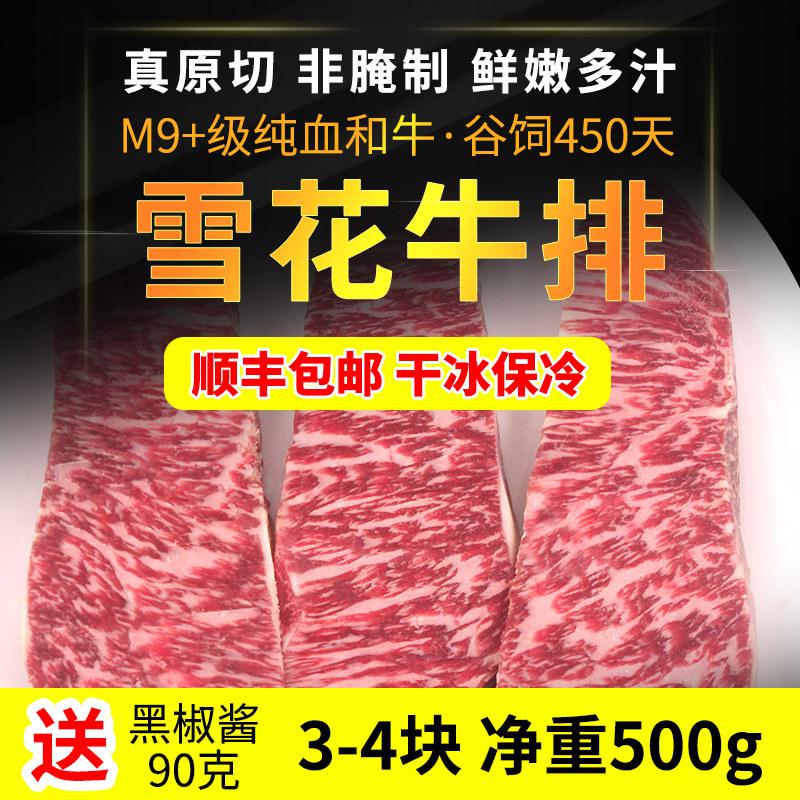 真原切 非腌制 鲜嫩多汁
M9+级纯血和牛·谷饲450天
雪花牛排
顺丰包邮 干冰保冷
送 黑椒酱 90克
3-4块 净重500g